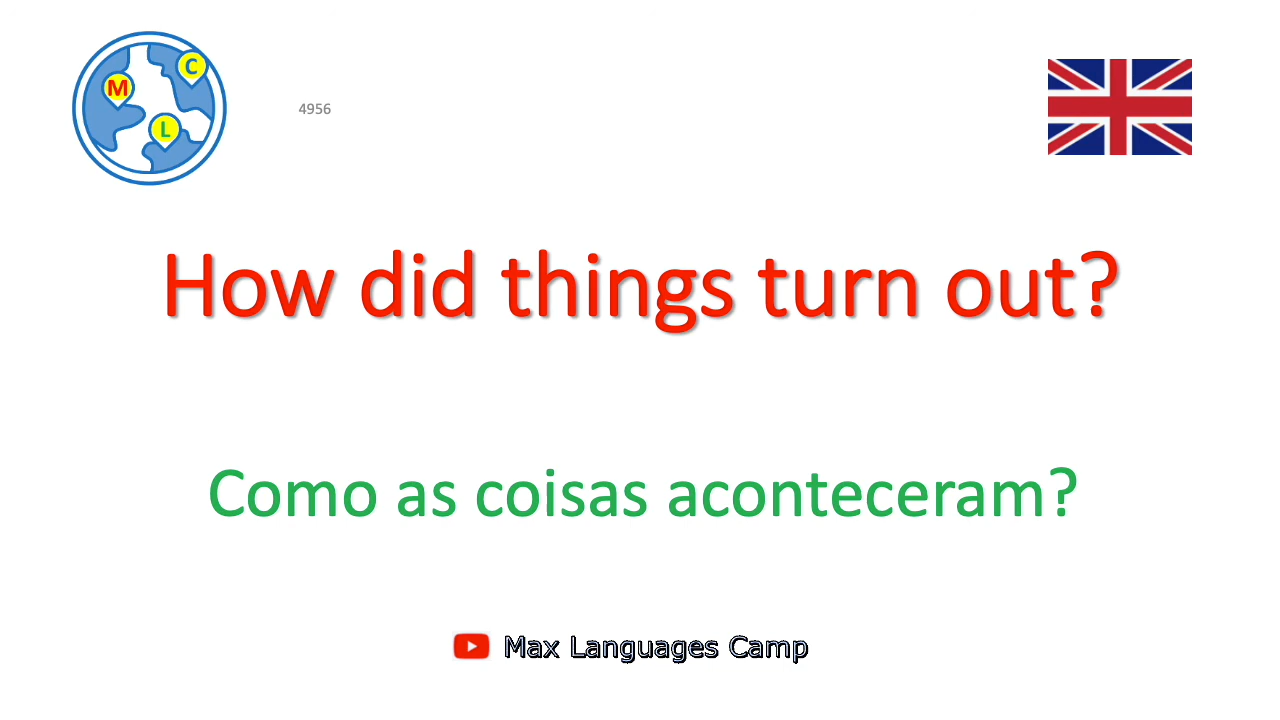 C
M
L
4956
How did things turn out?
Como as coisas aconteceram?
Max Languages Camp